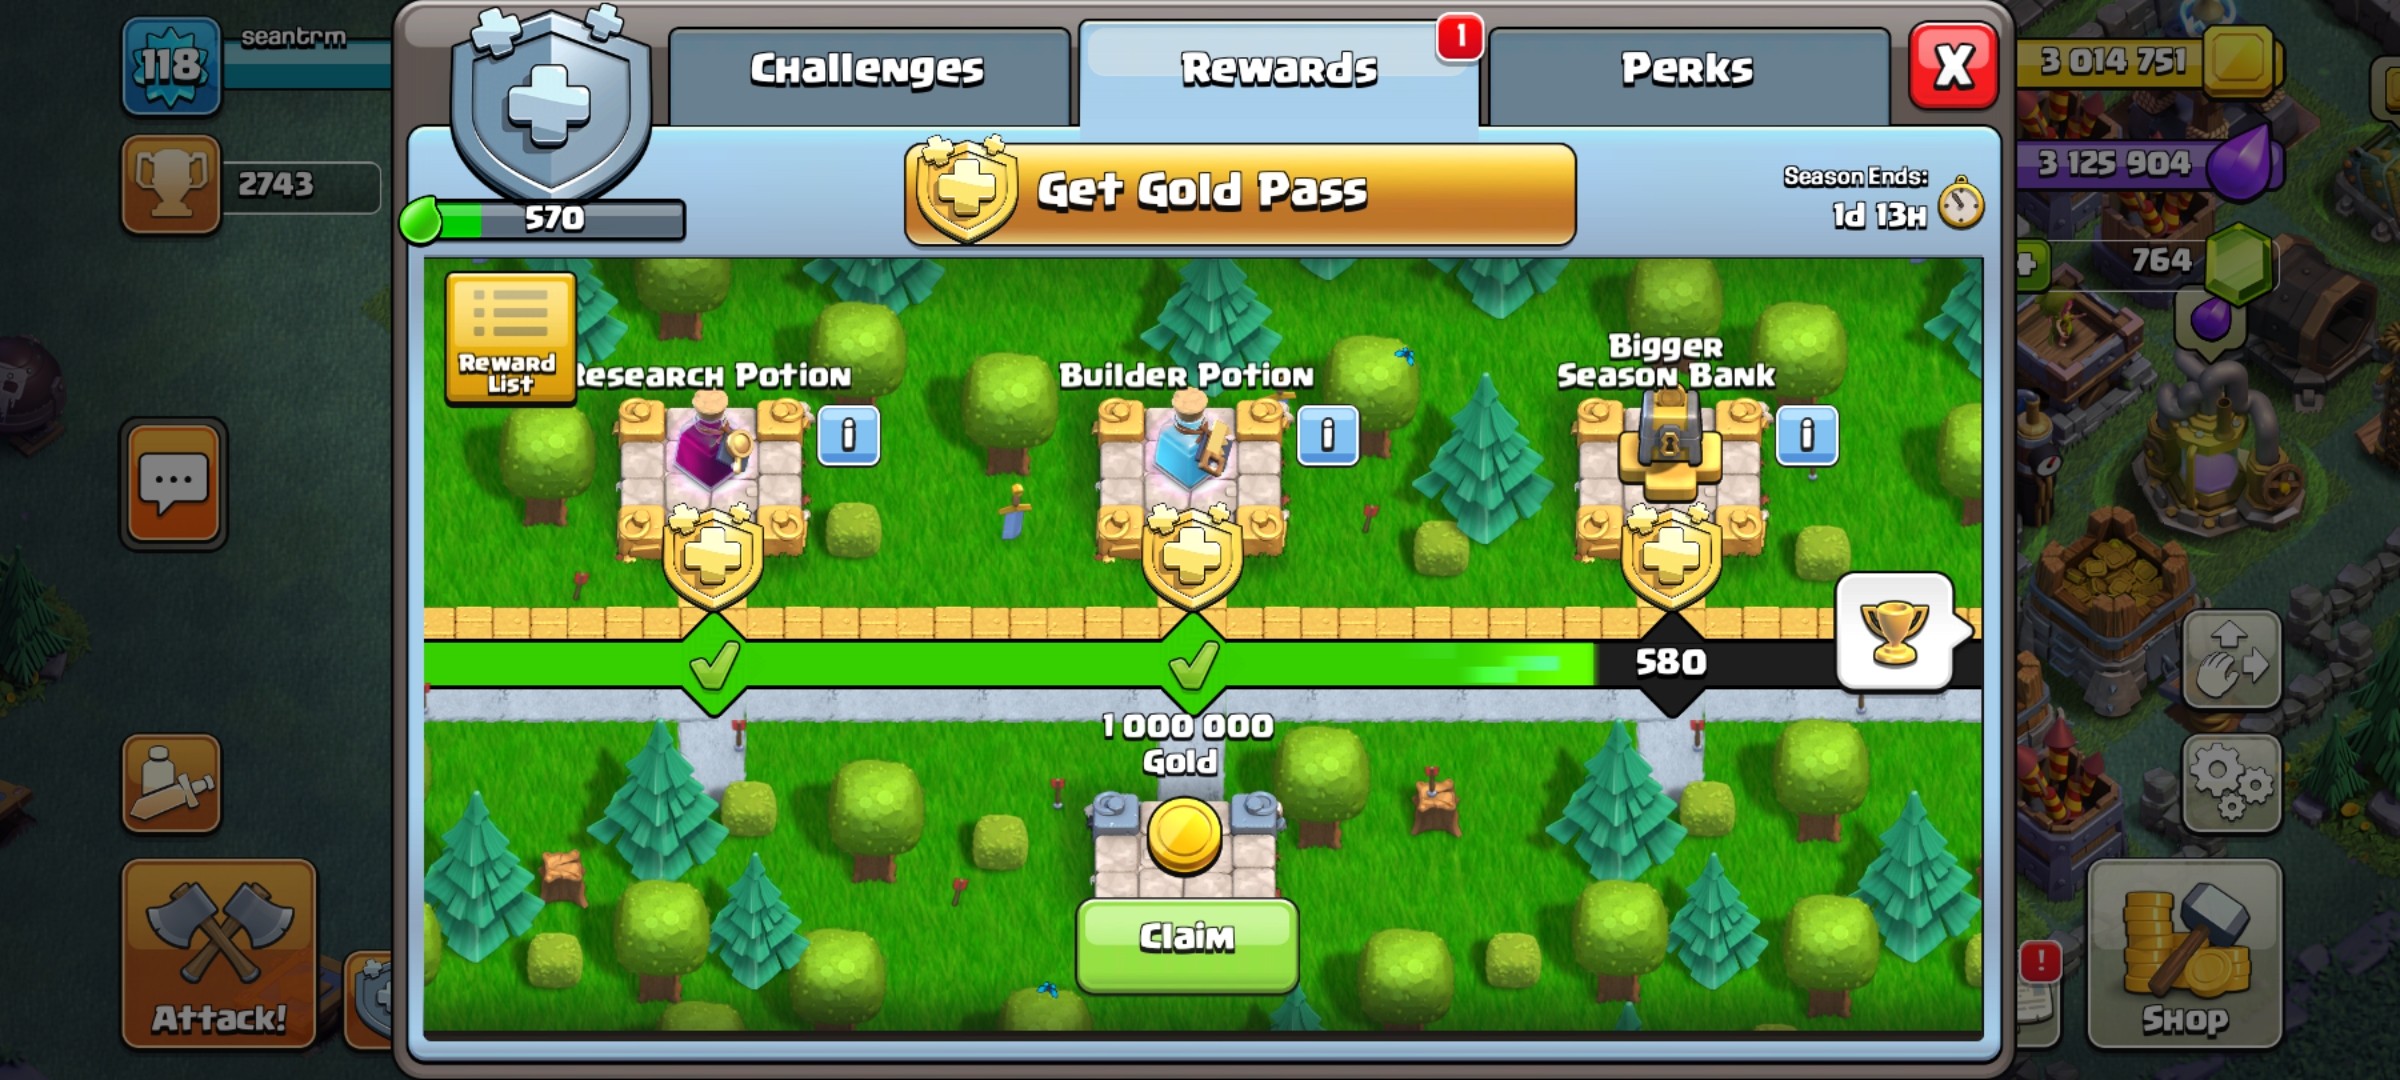 118
seantrm
2743
Challenges
Rewards
1
Perks
X
570
Get Gold Pass
Season Ends:
1d 13H
3 014 751
3 125 904
764
Reward
List
Research Potion
Builder Potion
Bigger
Season Bank
i
i
i
580
1 000 000
Gold
Claim
Attack!
!
Shop